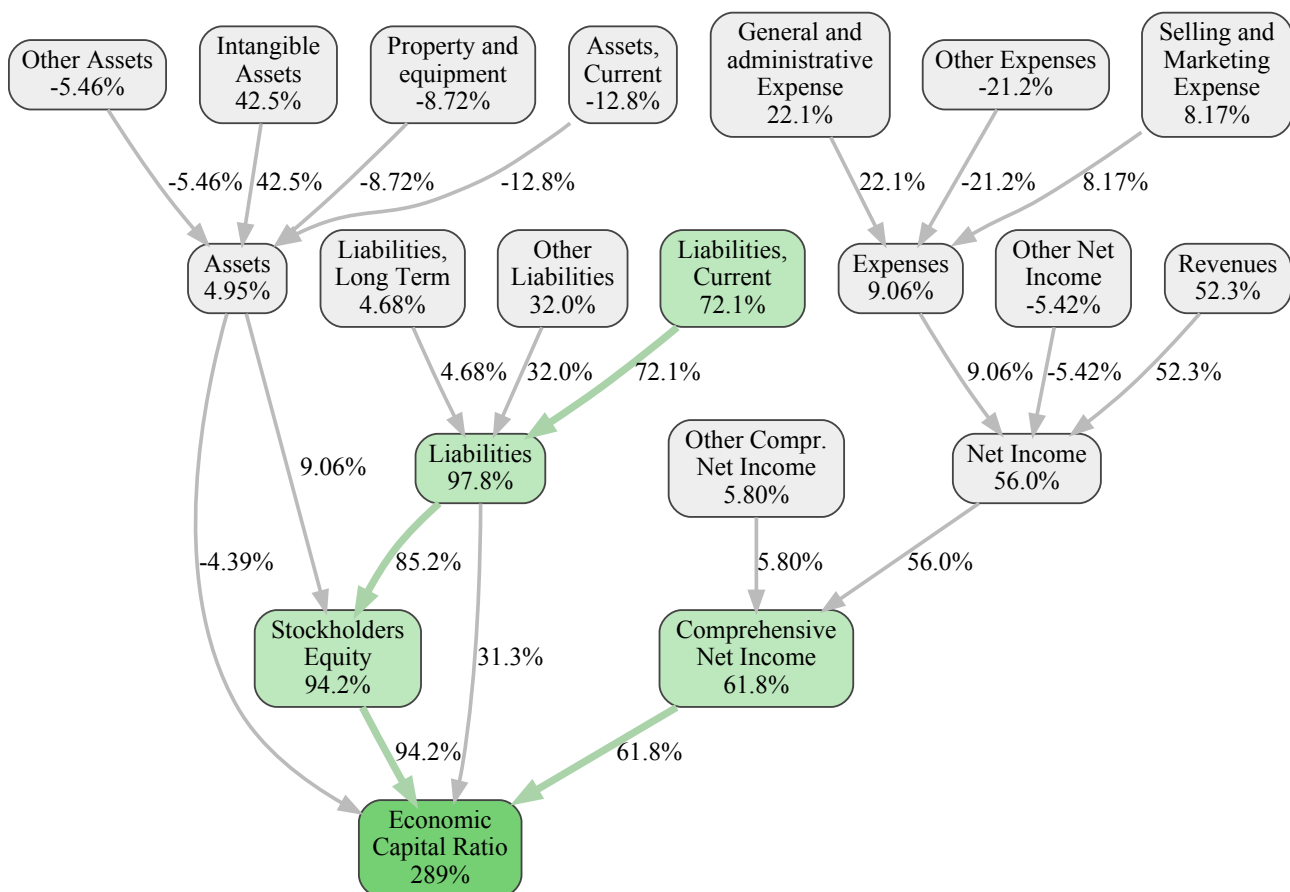 Other Assets
-5.46%
Intangible
Assets
42.5%
Property and
equipment
-8.72%
Assets,
Current
-12.8%
General and
administrative
Expense
22.1%
Other Expenses
-21.2%
Selling and
Marketing
Expense
8.17%
-5.46%
42.5%
-8.72%
-12.8%
22.1%
-21.2%
8.17%
Assets
4.95%
Liabilities,
Long Term
4.68%
Other
Liabilities
32.0%
Liabilities,
Current
72.1%
Expenses
9.06%
Other Net
Income
-5.42%
Revenues
52.3%
4.68%
32.0%
72.1%
9.06%
-5.42%
52.3%
9.06%
Liabilities
97.8%
Other Compr.
Net Income
5.80%
Net Income
56.0%
-4.39%
85.2%
5.80%
56.0%
Stockholders
Equity
94.2%
31.3%
Comprehensive
Net Income
61.8%
94.2%
61.8%
Economic
Capital Ratio
289%